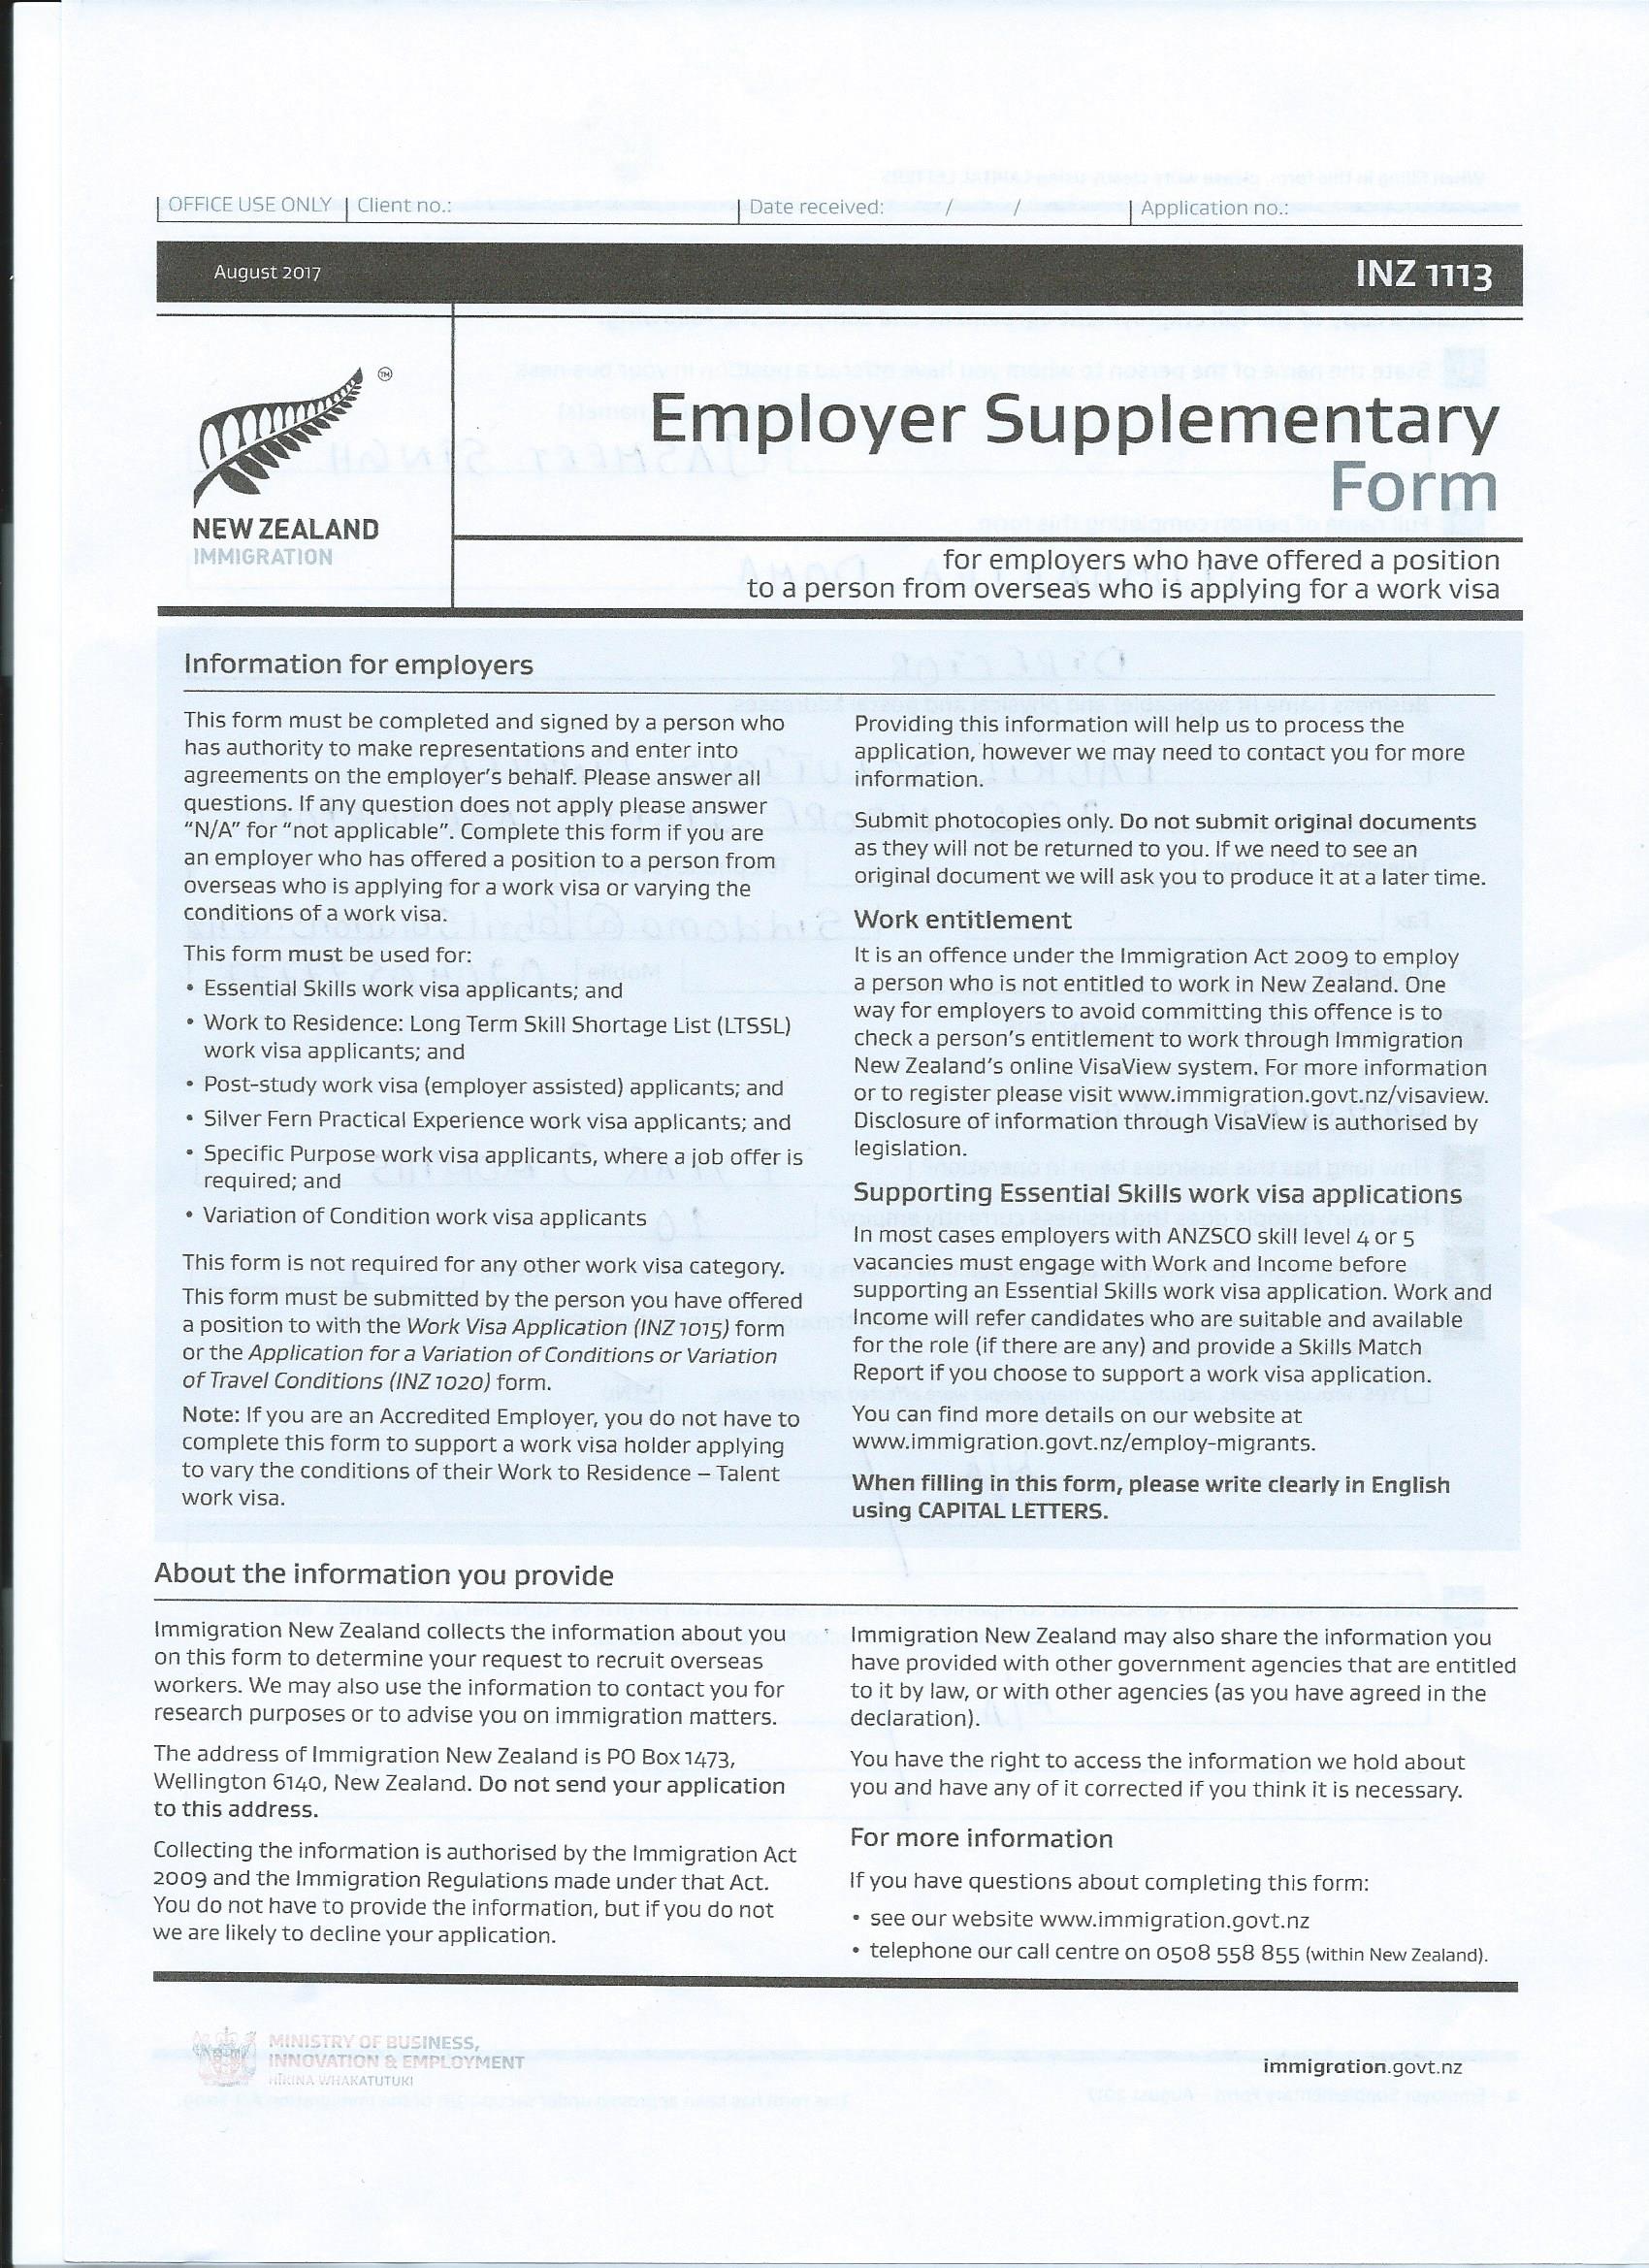 OFFICE USE ONLY Client no.: Date received: / / Application no.:
August 2017 INZ 1113
NEW ZEALAND
IMMIGRATION
TM
Employer Supplementary
Form
for employers who have offered a position
to a person from overseas who is applying for a work visa
Information for employers
This form must be completed and signed by a person who
has authority to make representations and enter into
agreements on the employer's behalf. Please answer all
questions. If any question does not apply please answer
"N/A" for "not applicable". Complete this form if you are
an employer who has offered a position to a person from
overseas who is applying for a work visa or varying the
conditions of a work visa.
This form must be used for:
• Essential Skills work visa applicants; and
• Work to Residence: Long Term Skill Shortage List (LTSSL)
work visa applicants; and
• Post-study work visa (employer assisted) applicants; and
• Silver Fern Practical Experience work visa applicants; and
• Specific Purpose work visa applicants, where a job offer is
required; and
• Variation of Condition work visa applicants
This form is not required for any other work visa category.
This form must be submitted by the person you have offered
a position to with the Work Visa Application (INZ 1015) form
or the Application for a Variation of Conditions or Variation
of Travel Conditions (INZ 1020) form.
Note: If you are an Accredited Employer, you do not have to
complete this form to support a work visa holder applying
to vary the conditions of their Work to Residence – Talent
work visa.
Providing this information will help us to process the
application, however we may need to contact you for more
information.
Submit photocopies only. Do not submit original documents
as they will not be returned to you. If we need to see an
original document we will ask you to produce it at a later time.
Work entitlement
It is an offence under the Immigration Act 2009 to employ
a person who is not entitled to work in New Zealand. One
way for employers to avoid committing this offence is to
check a person's entitlement to work through Immigration
New Zealand's online VisaView system. For more information
or to register please visit www.immigration.govt.nz/visaview.
Disclosure of information through VisaView is authorised by
legislation.
Supporting Essential Skills work visa applications
In most cases employers with ANZSCO skill level 4 or 5
vacancies must engage with Work and Income before
supporting an Essential Skills work visa application. Work and
Income will refer candidates who are suitable and available
for the role (if there are any) and provide a Skills Match
Report if you choose to support a work visa application.
You can find more details on our website at
www.immigration.govt.nz/employ-migrants.
When filling in this form, please write clearly in English
using CAPITAL LETTERS.
About the information you provide
Immigration New Zealand collects the information about you
on this form to determine your request to recruit overseas
workers. We may also use the information to contact you for
research purposes or to advise you on immigration matters.
The address of Immigration New Zealand is PO Box 1473,
Wellington 6140, New Zealand. Do not send your application
to this address.
Collecting the information is authorised by the Immigration Act
2009 and the Immigration Regulations made under that Act.
You do not have to provide the information, but if you do not
we are likely to decline your application.
Immigration New Zealand may also share the information you
have provided with other government agencies that are entitled
to it by law, or with other agencies (as you have agreed in the
declaration).
You have the right to access the information we hold about
you and have any of it corrected if you think it is necessary.
For more information
If you have questions about completing this form:
• see our website www.immigration.govt.nz
• telephone our call centre on 0508 558 855 (within New Zealand).
MINISTRY OF BUSINESS,
INNOVATION & EMPLOYMENT
HĪKINA WHAKATUTUKI
immigration.govt.nz